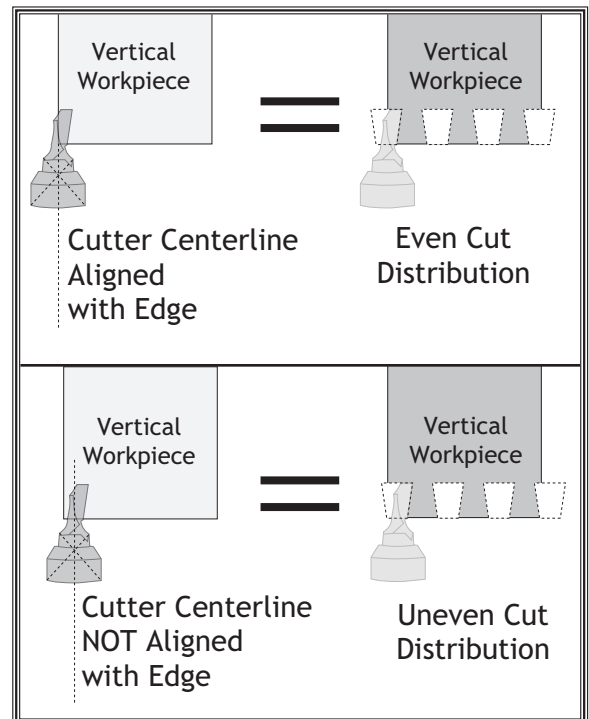 Vertical
Workpiece
Vertical
Workpiece
Cutter Centerline
Aligned
with Edge
Even Cut
Distribution
Vertical
Workpiece
Vertical
Workpiece
Cutter Centerline
NOT Aligned
with Edge
Uneven Cut
Distribution